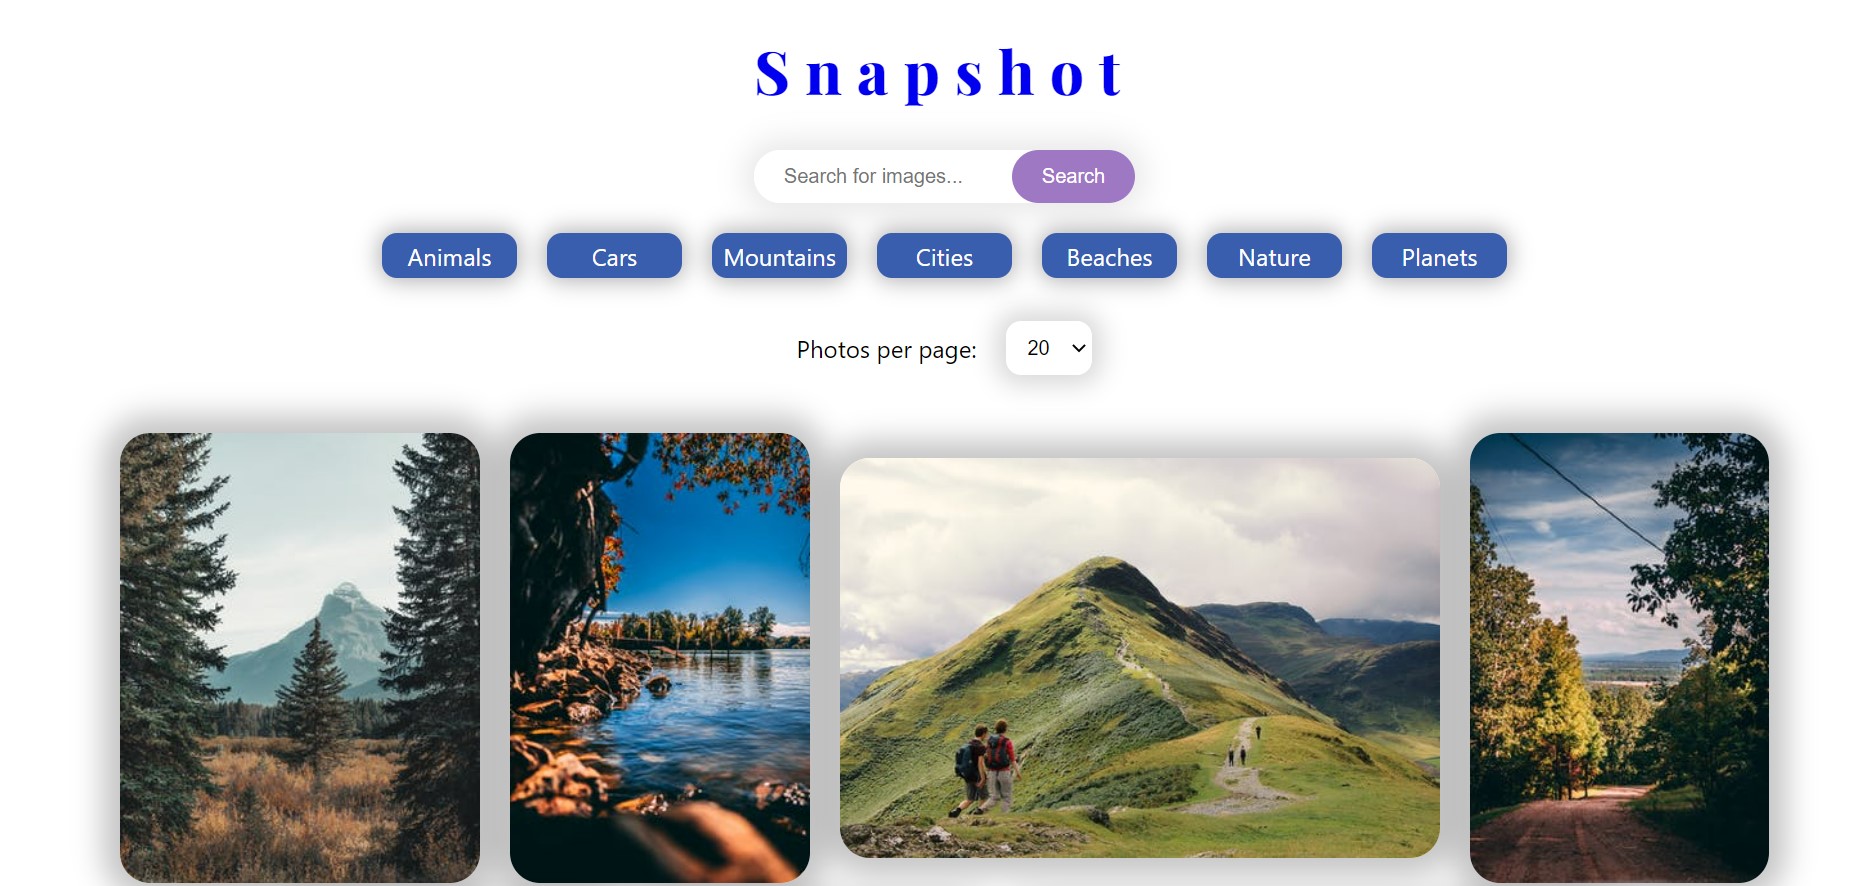 Snapshot
Search for images... Search
Animals Cars Mountains Cities Beaches Nature Planets
Photos per page: 20